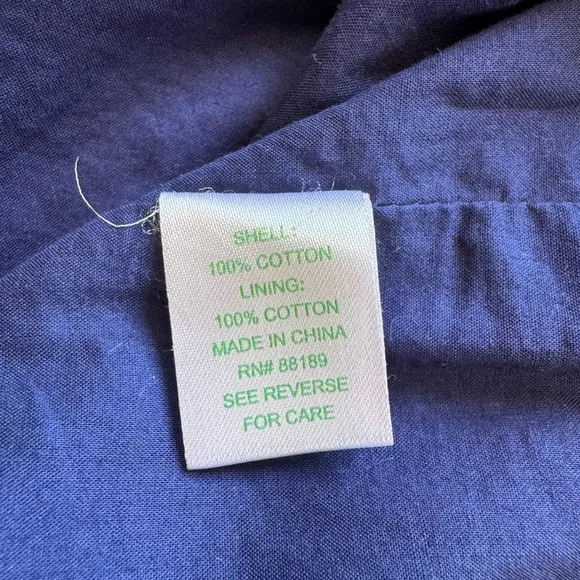 SHELL:
100% COTTON
LINING:
100% COTTON
MADE IN CHINA
RN# 88189
SEE REVERSE
FOR CARE